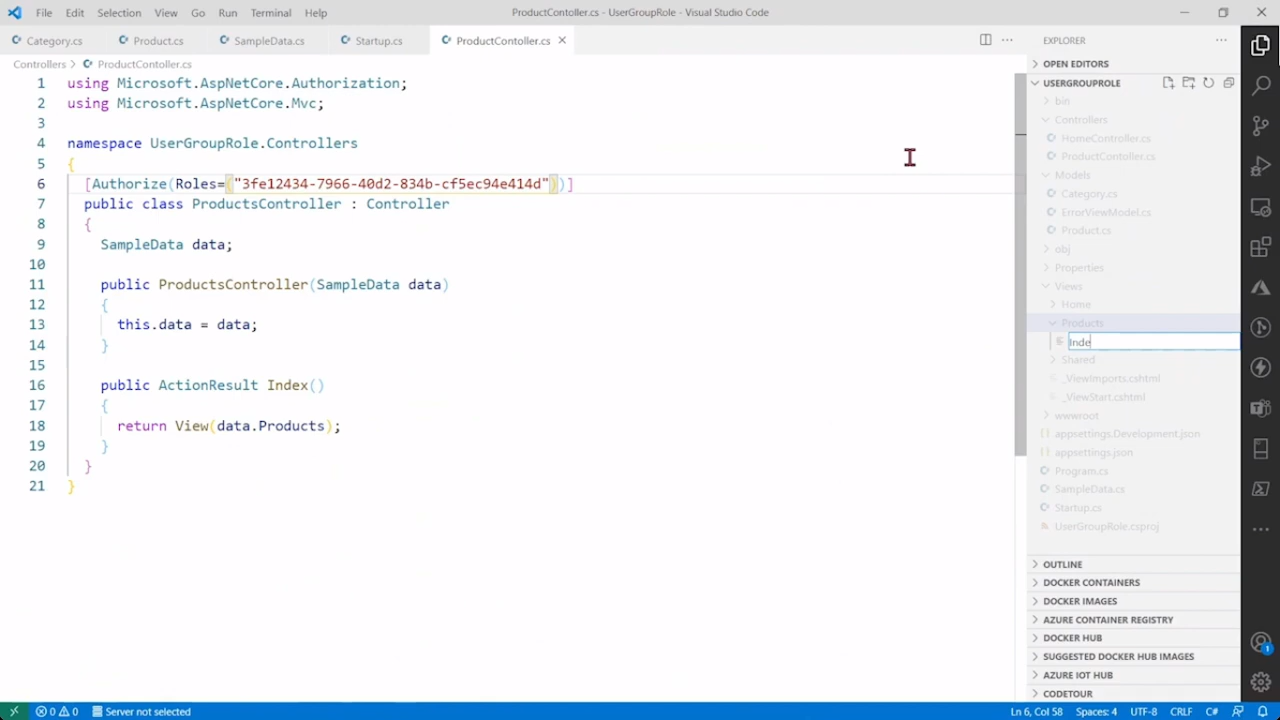 File Edit Selection View Go Run Terminal Help ProductContoller.cs - UserGroupRole - Visual Studio Code
Category.cs Product.cs SampleData.cs Startup.cs ProductContoller.cs
Controllers > ProductContoller.cs
1 using Microsoft.AspNetCore.Authorization;
2 using Microsoft.AspNetCore.Mvc;
3
4 namespace UserGroupRole.Controllers
5 {
6 [Authorize(Roles=("3fe12434-7966-40d2-834b-cf5ec94e414d"))]
7 public class ProductsController : Controller
8 {
9 SampleData data;
10
11 public ProductsController(SampleData data)
12 {
13 this.data = data;
14 }
15
16 public ActionResult Index()
17 {
18 return View(data.Products);
19 }
20 }
21 }
EXPLORER
OPEN EDITORS
USERGROUPROLE
bin
Controllers
HomeController.cs
ProductContoller.cs
Models
Category.cs
ErrorViewModel.cs
Product.cs
obj
Properties
Views
Home
Products
Inde
Shared
_ViewImports.cshtml
_ViewStart.cshtml
wwwroot
appsettings.Development.json
appsettings.json
Program.cs
SampleData.cs
Startup.cs
UserGroupRole.csproj
OUTLINE
DOCKER CONTAINERS
DOCKER IMAGES
AZURE CONTAINER REGISTRY
DOCKER HUB
SUGGESTED DOCKER HUB IMAGES
AZURE IOT HUB
CODETOUR
1
0 0 Server not selected Ln 6, Col 58 Spaces: 4 UTF-8 CRLF C#